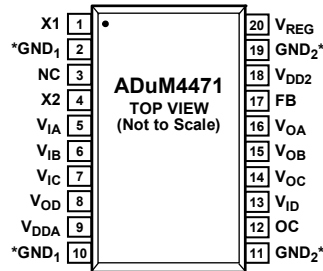 X1 1
*GND1 2
NC 3
X2 4
VIA 5
VIB 6
VIC 7
VOD 8
VDDA 9
*GND1 10
ADuM4471
TOP VIEW
(Not to Scale)
20 VREG
19 GND2*
18 VDD2
17 FB
16 VOA
15 VOB
14 VOC
13 VID
12 OC
11 GND2*